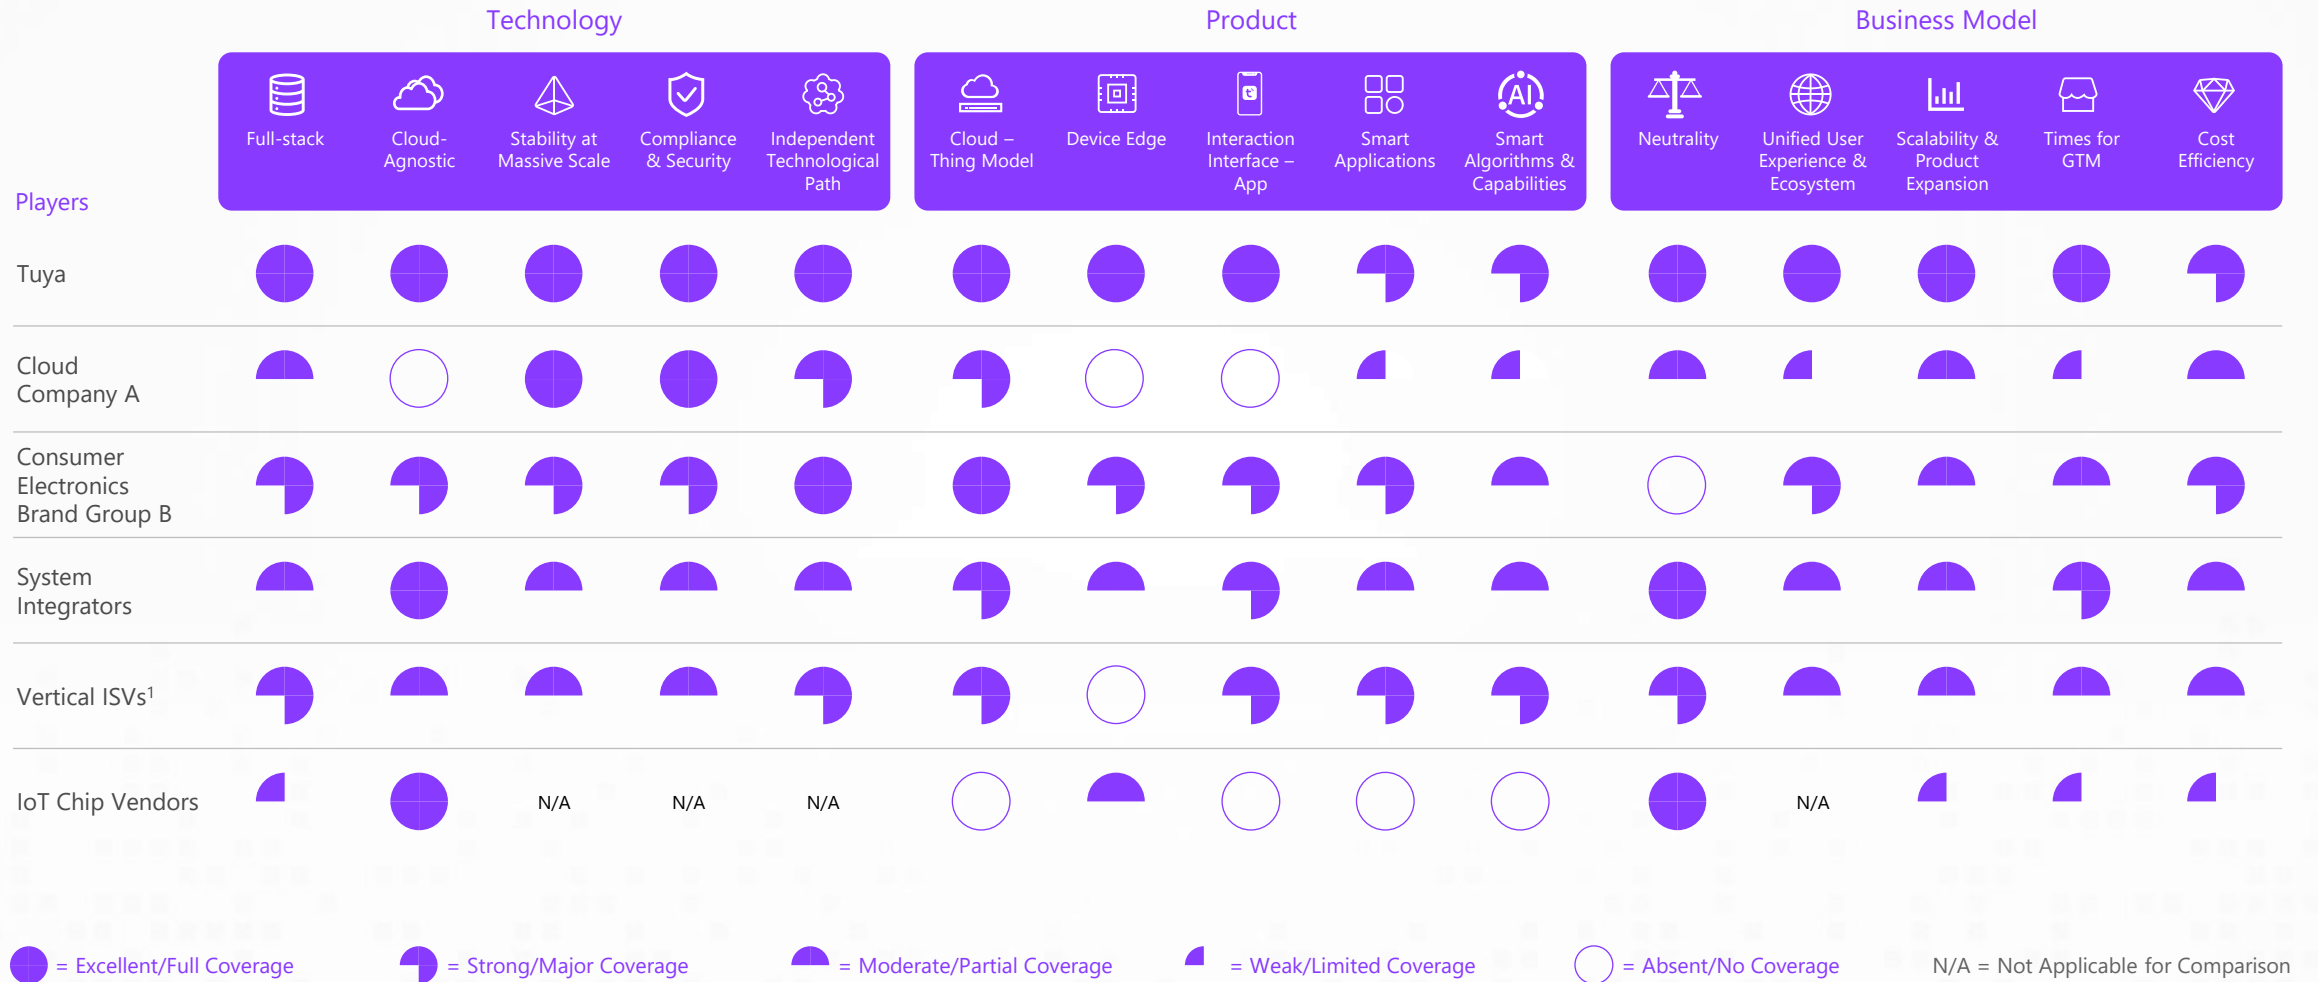 Technology
Product
Business Model
Full-stack
Cloud-
Agnostic
Stability at
Massive Scale
Compliance
& Security
Independent
Technological
Path
Cloud –
Thing Model
Device Edge
Interaction
Interface –
App
Smart
Applications
AI
Smart
Algorithms &
Capabilities
Neutrality
Unified User
Experience &
Ecosystem
Scalability &
Product
Expansion
Times for
GTM
Cost
Efficiency
Players
Tuya
Cloud
Company A
Consumer
Electronics
Brand Group B
System
Integrators
Vertical ISVs1
IoT Chip Vendors
N/A
N/A
N/A
N/A
= Excellent/Full Coverage
= Strong/Major Coverage
= Moderate/Partial Coverage
= Weak/Limited Coverage
= Absent/No Coverage
N/A = Not Applicable for Comparison